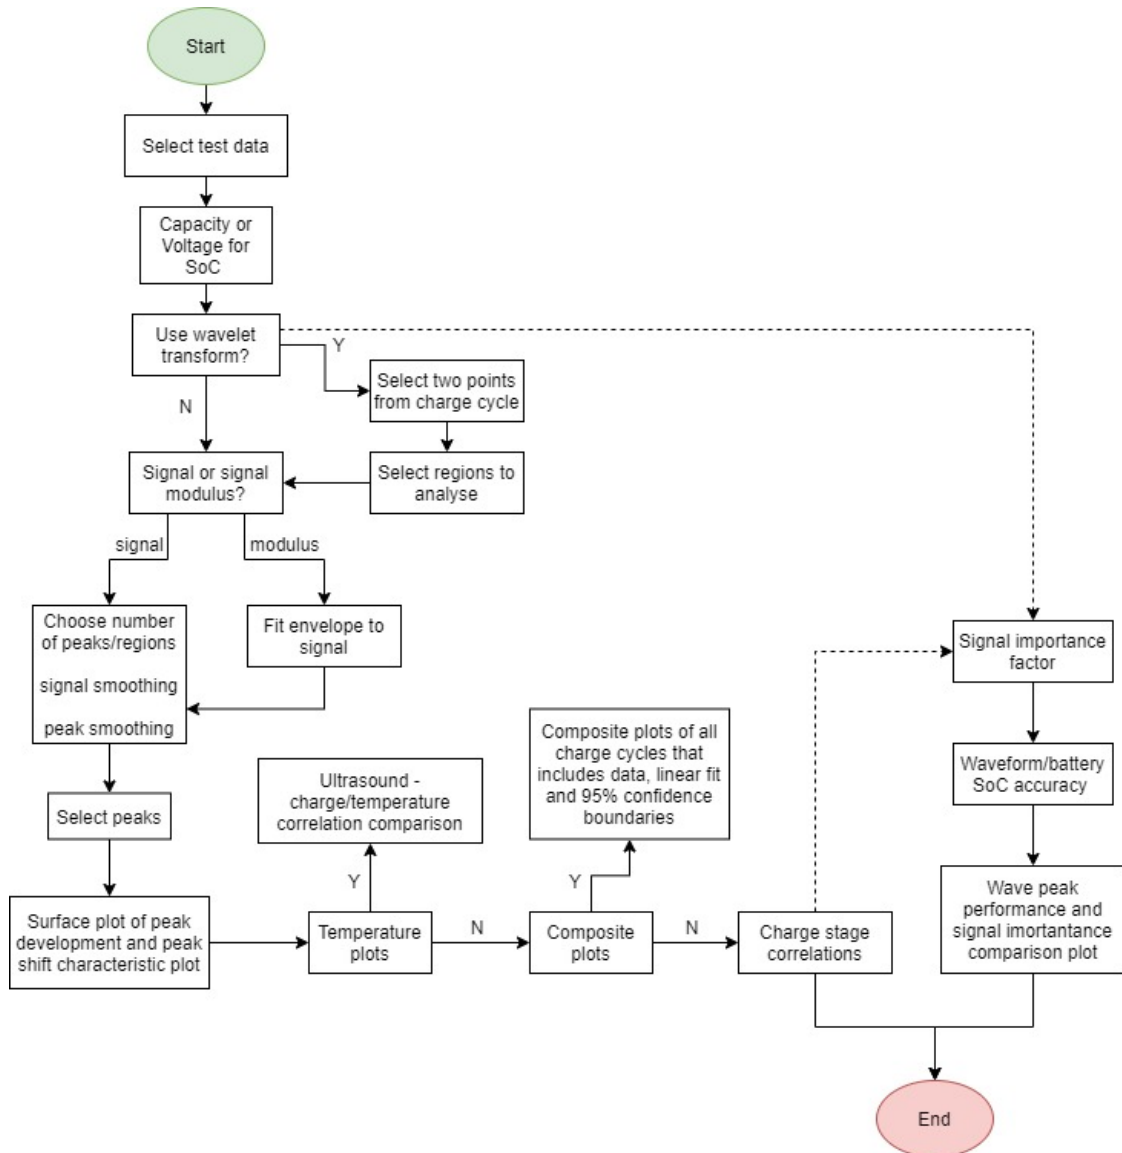 Start
Select test data
Capacity or
Voltage for
SoC
Use wavelet
transform?
Y
N
Select two points
from charge cycle
Select regions to
analyse
Signal or signal
modulus?
signal
modulus
Choose number
of peaks/regions
signal smoothing
peak smoothing
Fit envelope to
signal
Select peaks
Surface plot of peak
development and peak
shift characteristic plot
Ultrasound -
charge/temperature
correlation comparison
Y
Temperature
plots
N
Composite plots of all
charge cycles that
includes data, linear fit
and 95% confidence
boundaries
Y
Composite
plots
N
Charge stage
correlations
Signal importance
factor
Waveform/battery
SoC accuracy
Wave peak
performance and
signal imortantance
comparison plot
End